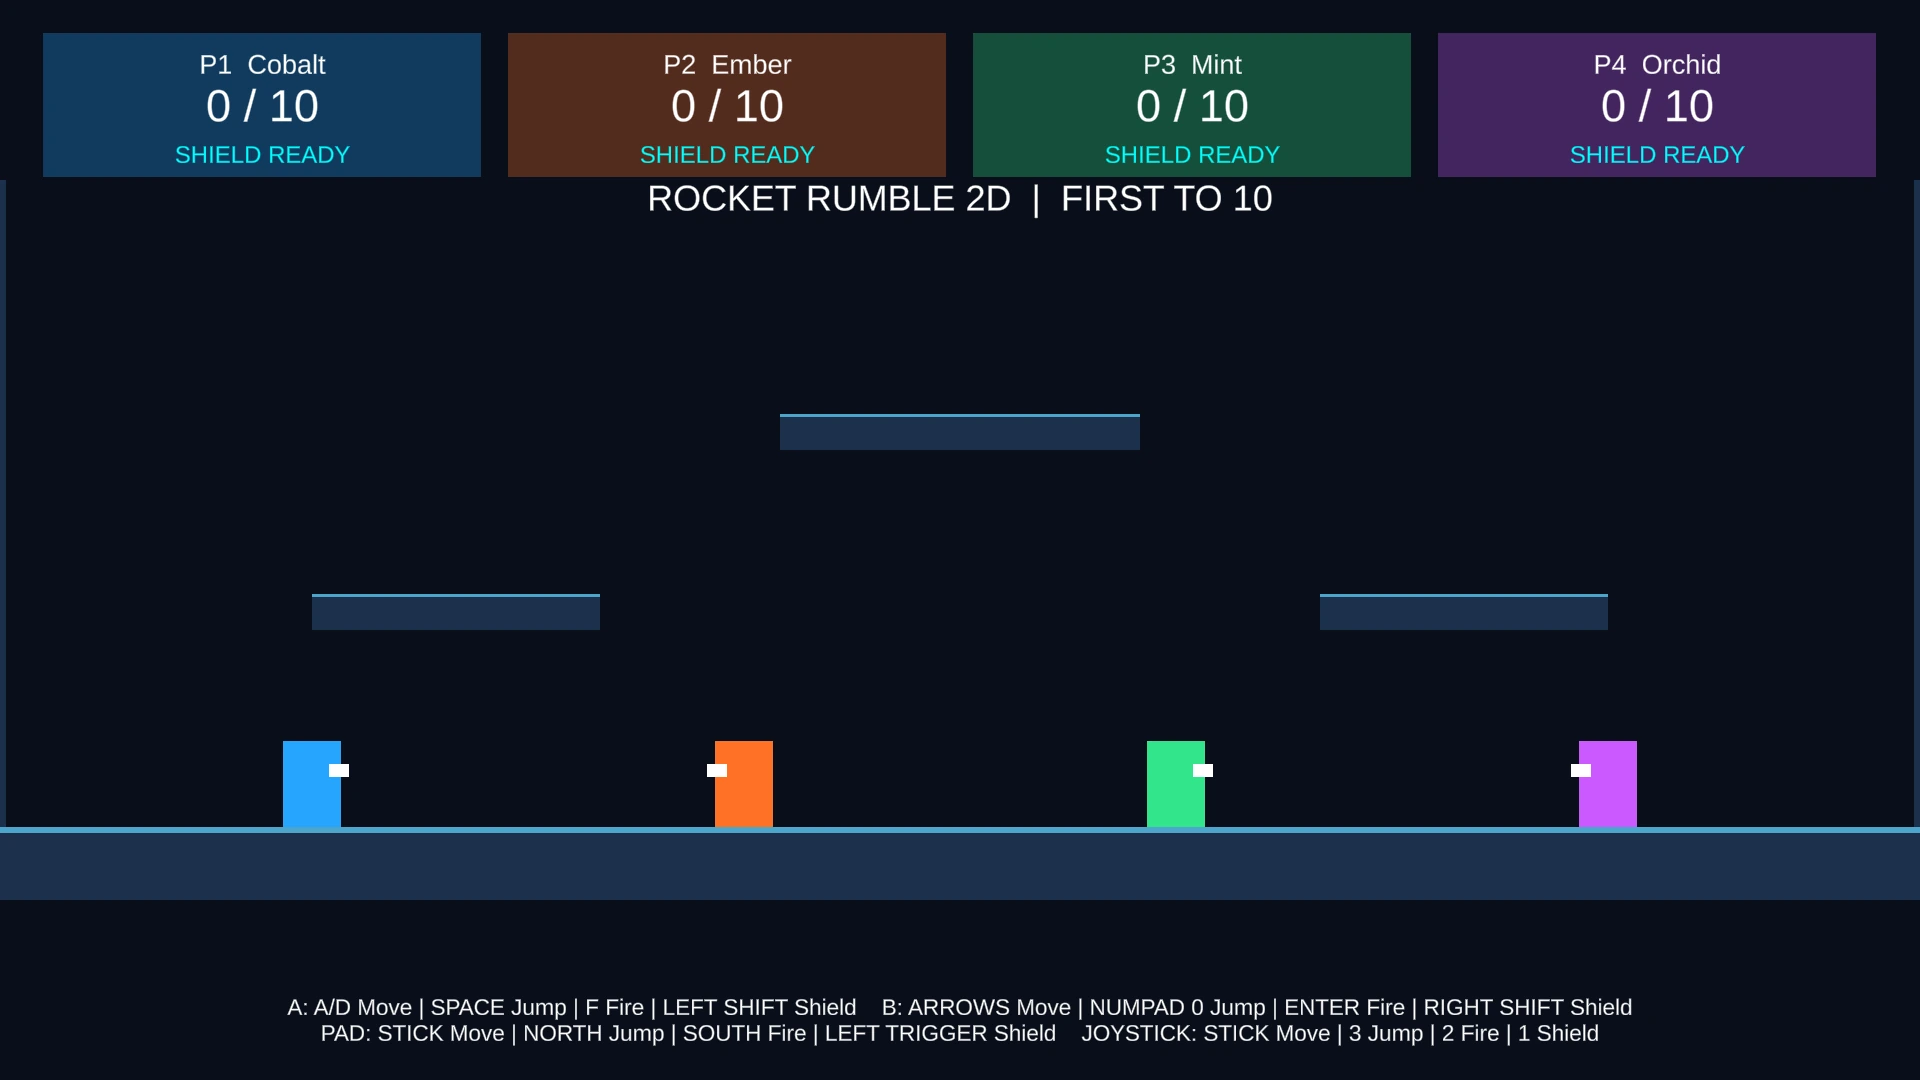 P1  Cobalt
0 / 10
SHIELD READY
P2  Ember
0 / 10
SHIELD READY
P3  Mint
0 / 10
SHIELD READY
P4  Orchid
0 / 10
SHIELD READY
ROCKET RUMBLE 2D  |  FIRST TO 10
A: A/D Move | SPACE Jump | F Fire | LEFT SHIFT Shield    B: ARROWS Move | NUMPAD 0 Jump | ENTER Fire | RIGHT SHIFT Shield
PAD: STICK Move | NORTH Jump | SOUTH Fire | LEFT TRIGGER Shield    JOYSTICK: STICK Move | 3 Jump | 2 Fire | 1 Shield